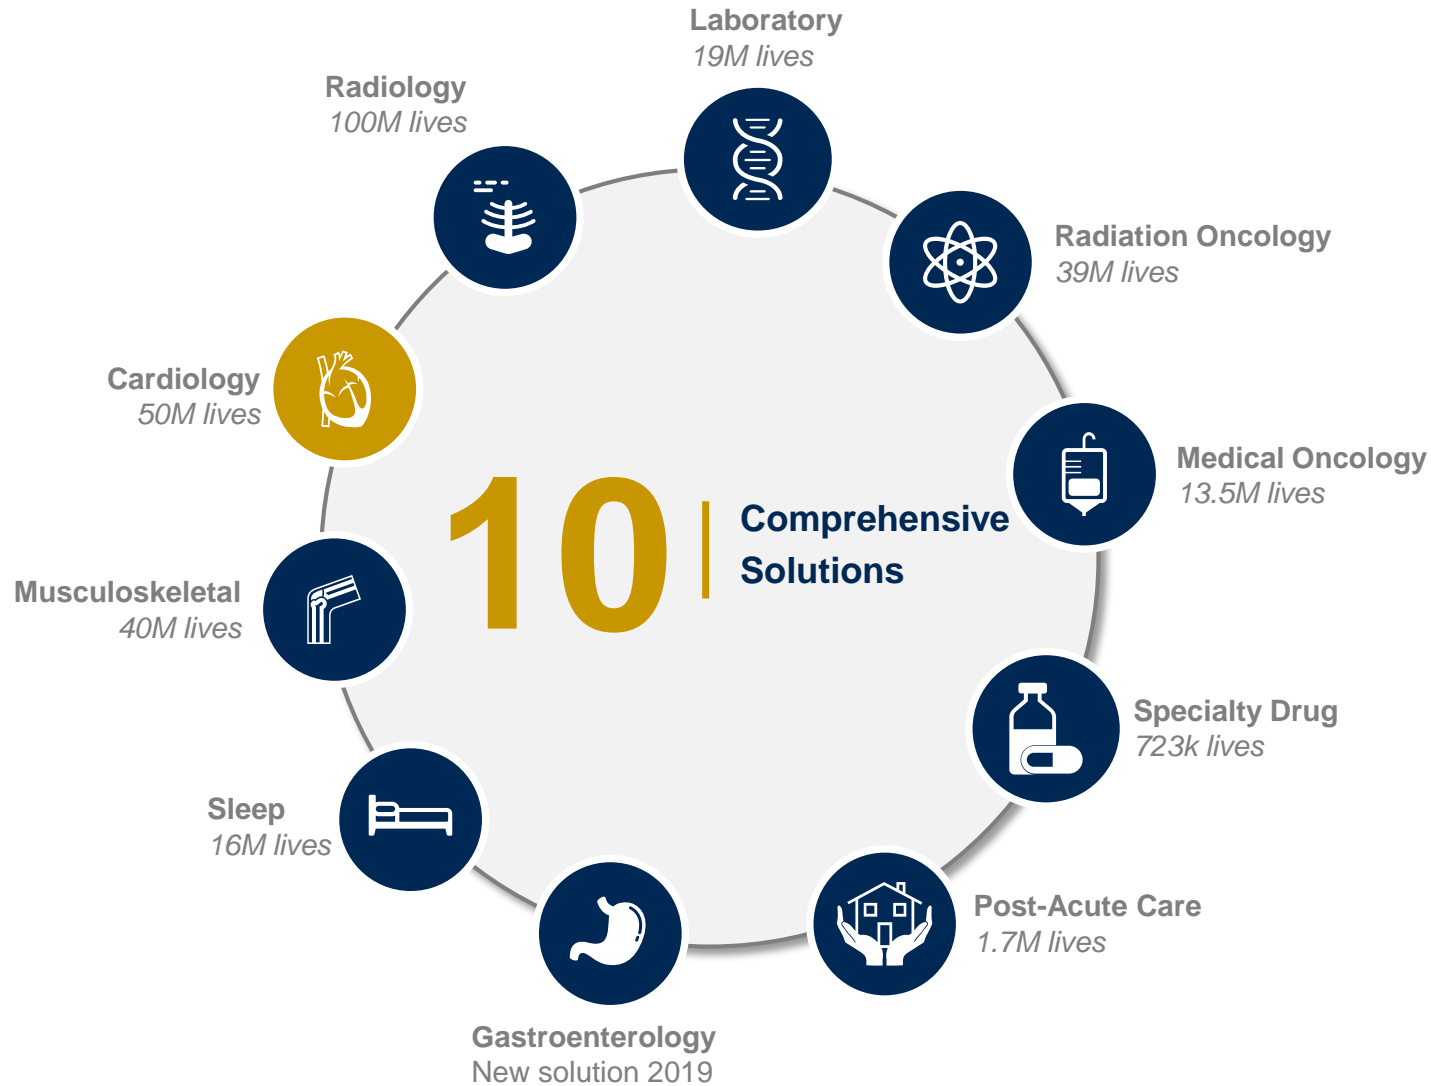 Laboratory
19M lives
Radiology
100M lives
Radiation Oncology
39M lives
Cardiology
50M lives
Medical Oncology
13.5M lives
10
Comprehensive
Solutions
Musculoskeletal
40M lives
Specialty Drug
723k lives
Sleep
16M lives
Post-Acute Care
1.7M lives
Gastroenterology
New solution 2019